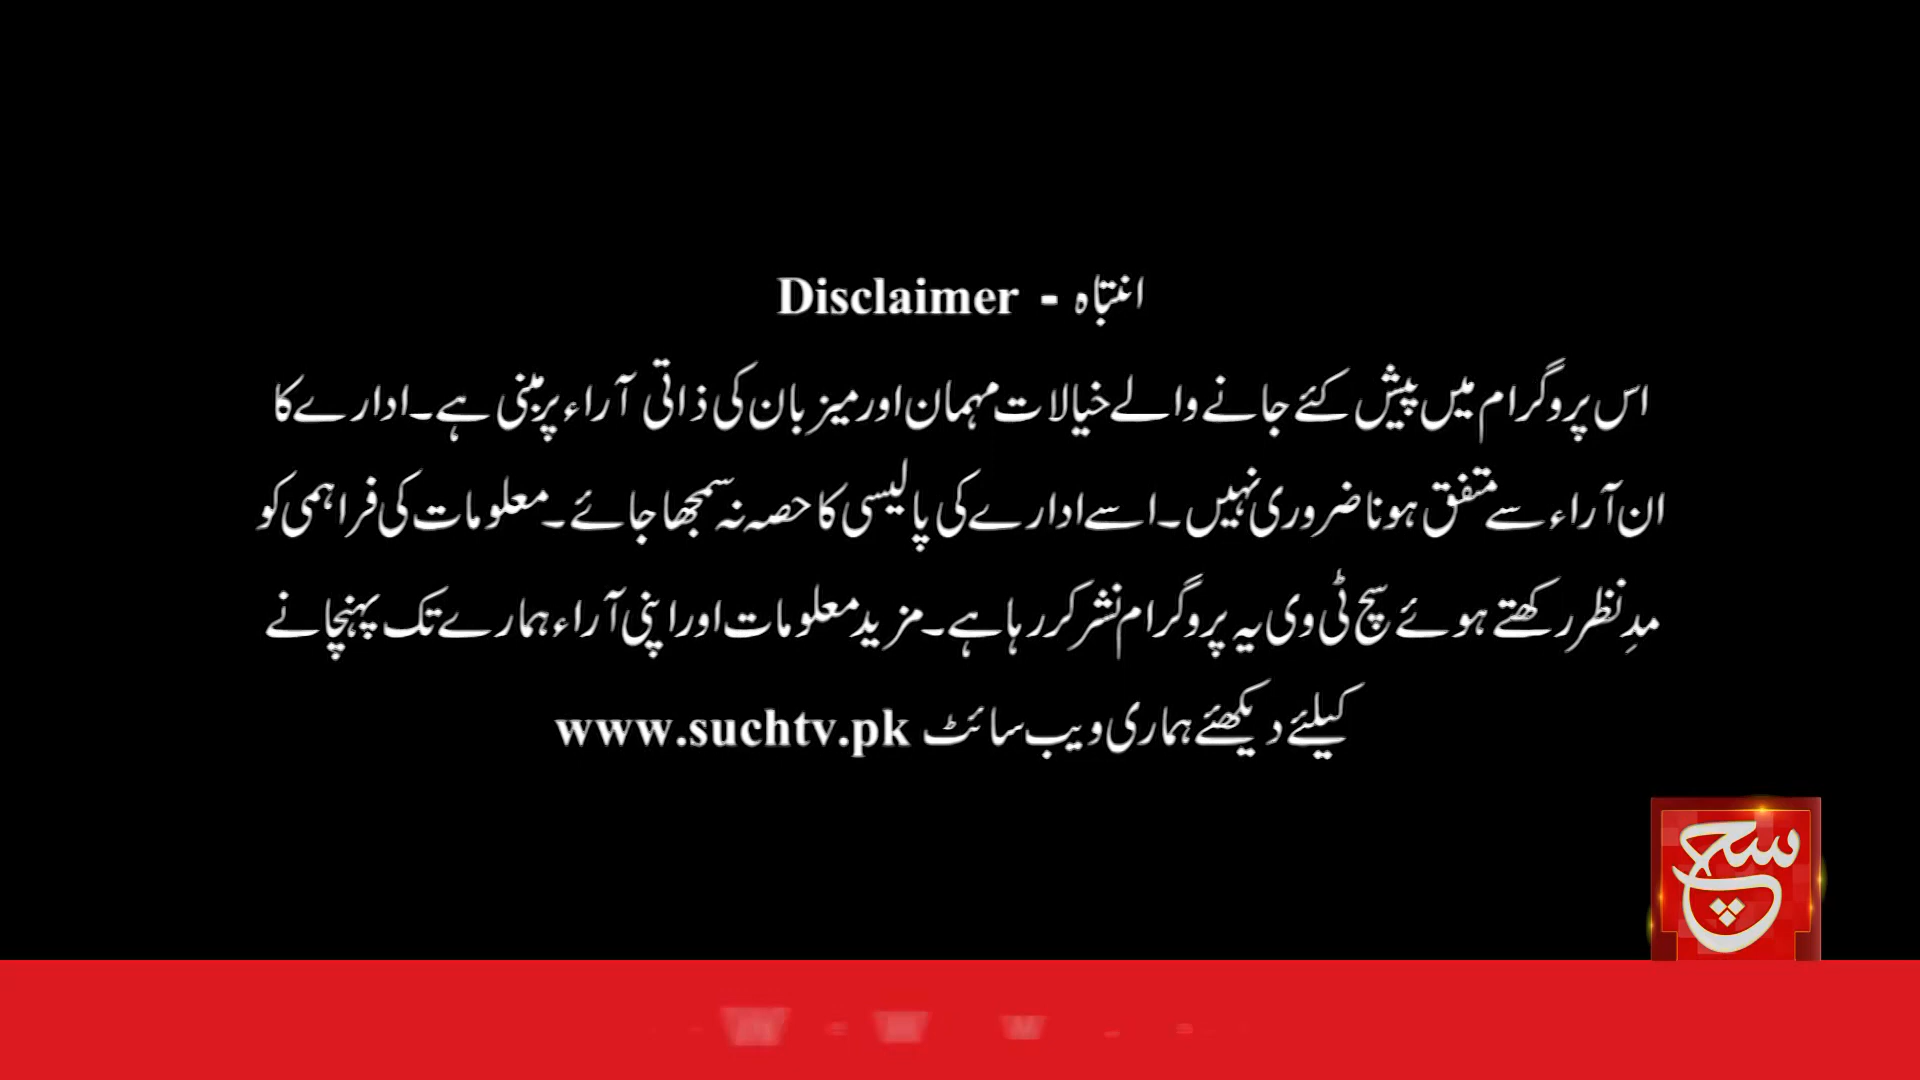 انتباہ - Disclaimer
اس پروگرام میں پیش کئے جانے والے خیالات مہمان اور میزبان کی ذاتی آراء پر مبنی ہے۔ ادارے کا
ان آراء سے متفق ہونا ضروری نہیں۔ اسے ادارے کی پالیسی کا حصہ نہ سمجھا جائے۔ معلومات کی فراہمی کو
مدِ نظر رکھتے ہوئے سچ ٹی وی یہ پروگرام نشر کر رہا ہے۔ مزید معلومات اور اپنی آراء ہمارے تک پہنچانے
کیلئے دیکھئے ہماری ویب سائٹ www.suchtv.pk
سچ